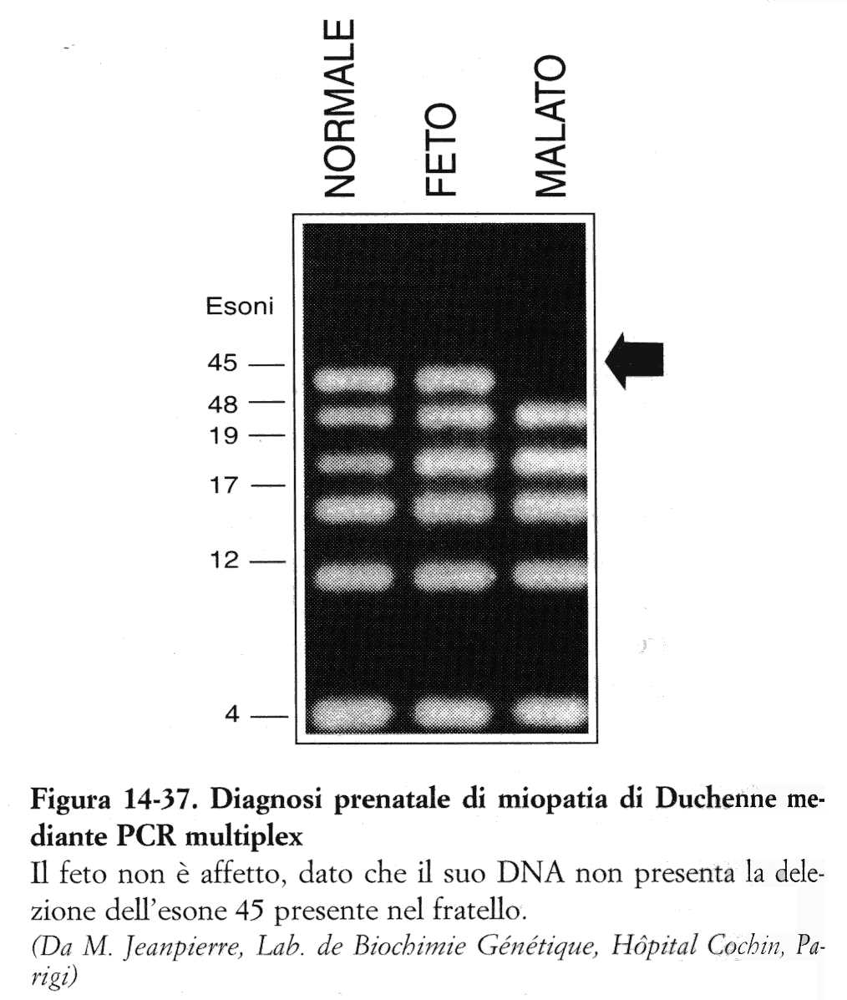 NORMALE
FETO
MALATO
Esoni
45
48
19
17
12
4
Figura 14-37. Diagnosi prenatale di miopatia di Duchenne me-
diante PCR multiplex
Il feto non è affetto, dato che il suo DNA non presenta la dele-
zione dell'esone 45 presente nel fratello.
(Da M. Jeanpierre, Lab. de Biochimie Génétique, Hôpital Cochin, Pa-
rigi)